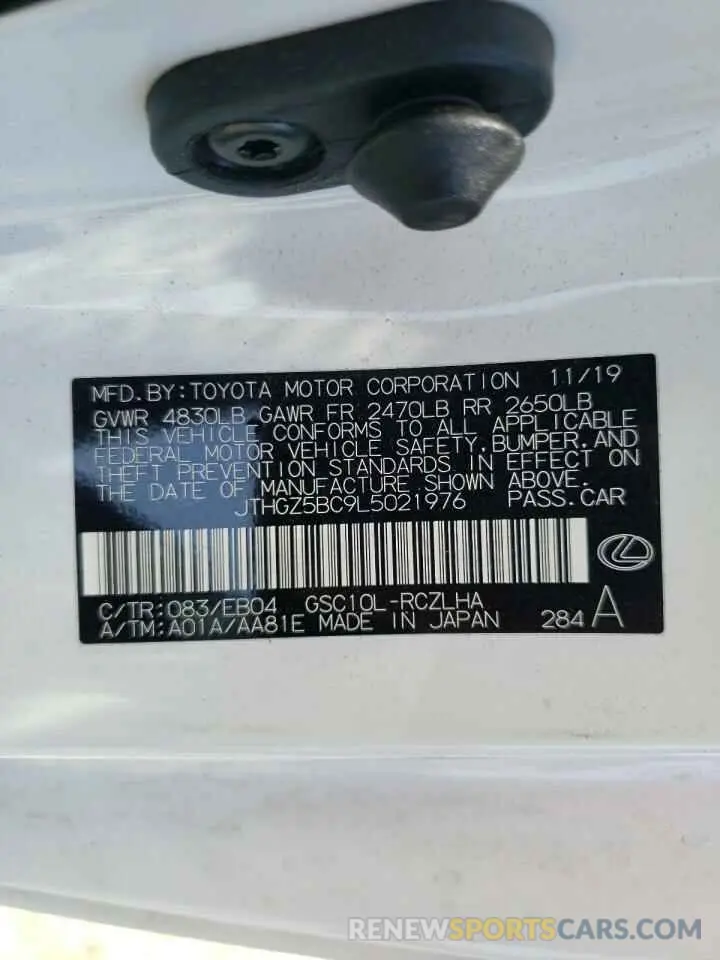 MFD.BY:TOYOTA MOTOR CORPORATION 11/19
GVWR 4830LB GAWR FR 2470LB RR 2650LB
THIS VEHICLE CONFORMS TO ALL APPLICABLE
FEDERAL MOTOR VEHICLE SAFETY,BUMPER,AND
THEFT PREVENTION STANDARDS IN EFFECT ON
THE DATE OF MANUFACTURE SHOWN ABOVE.
JTHGZ5BC9L5021976 PASS.CAR
C/TR:083/EB04 GSC10L-RCZLHA
A/TM:A01A/AA81E MADE IN JAPAN 284 A
RENEWSPORTSCARS.COM